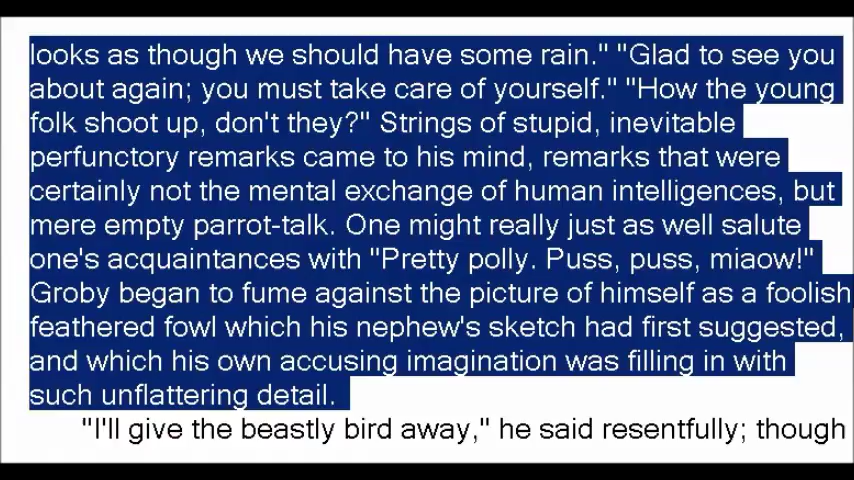 looks as though we should have some rain." "Glad to see you
about again; you must take care of yourself." "How the young
folk shoot up, don't they?" Strings of stupid, inevitable
perfunctory remarks came to his mind, remarks that were
certainly not the mental exchange of human intelligences, but
mere empty parrot-talk. One might really just as well salute
one's acquaintances with "Pretty polly. Puss, puss, miaow!"
Groby began to fume against the picture of himself as a foolish
feathered fowl which his nephew's sketch had first suggested,
and which his own accusing imagination was filling in with
such unflattering detail.
"I'll give the beastly bird away," he said resentfully; though